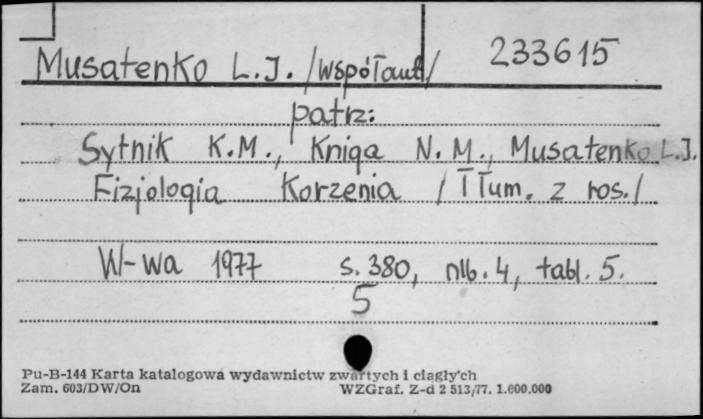 Musatenko L.J. /współaut/ 233615
patrz:
Sytnik K.M., Kniga N.M., Musatenko L.J.
Fizjologia Korzenia /Tłum. z ros./
W-wa 1977 s. 380, nlb. 4, tabl. 5.
5
Pu-B-144 Karta katalogowa wydawnictw zwartych i ciągłych
Zam. 603/DW/On WZGraf. Z-d 2 513/77. 1.600.000